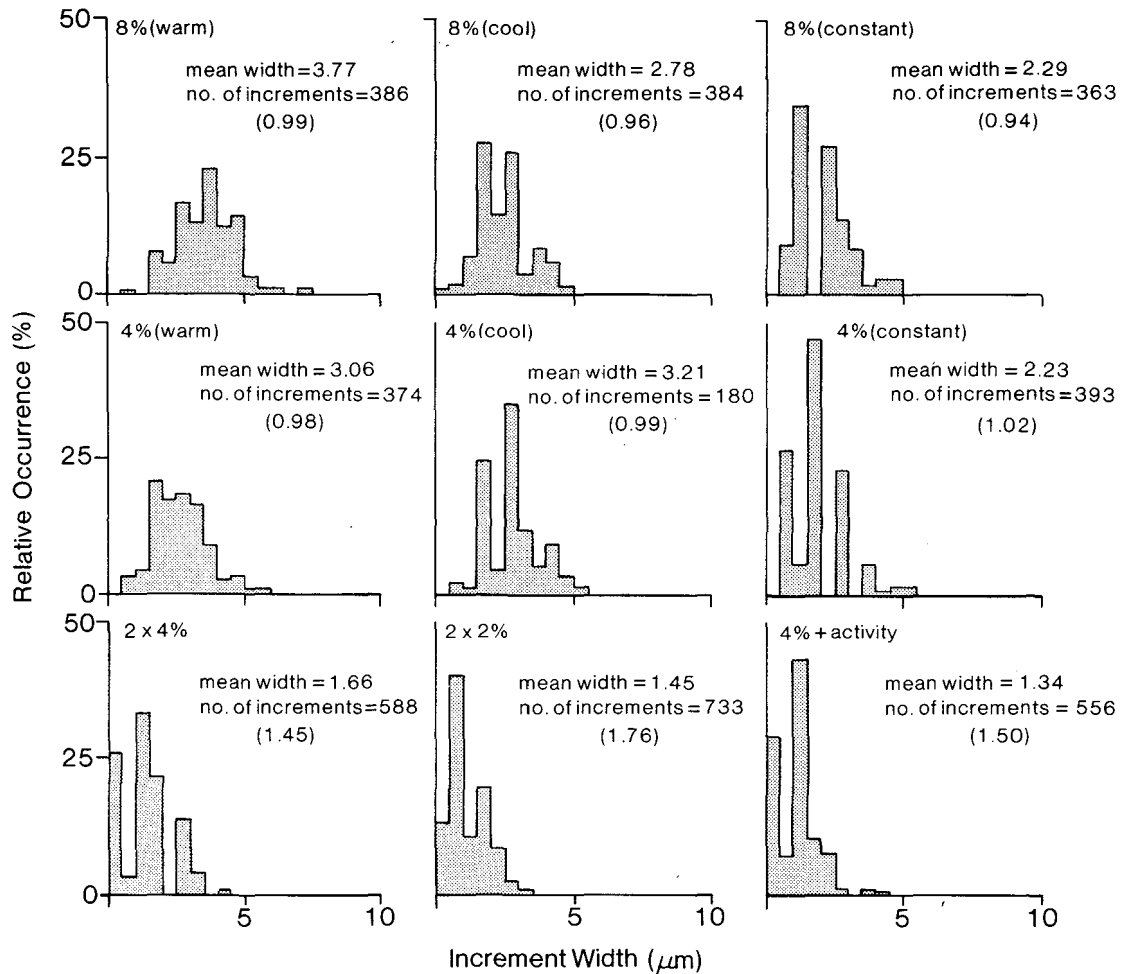 50
8%(warm)
mean width=3.77
no. of increments=386
(0.99)
25
0
5
10
8%(cool)
mean width=2.78
no. of increments=384
(0.96)
8%(constant)
mean width=2.29
no. of increments=363
(0.94)
50
4%(warm)
mean width=3.06
no. of increments=374
(0.98)
25
0
4%(cool)
mean width=3.21
no. of increments=180
(0.99)
4%(constant)
mean width=2.23
no. of increments=393
(1.02)
50
2 x 4%
mean width=1.66
no. of increments=588
(1.45)
25
0
5
10
2 x 2%
mean width=1.45
no. of increments=733
(1.76)
5
10
4% + activity
mean width=1.34
no. of increments= 556
(1.50)
5
10
Relative Occurrence (%)
Increment Width (μm)